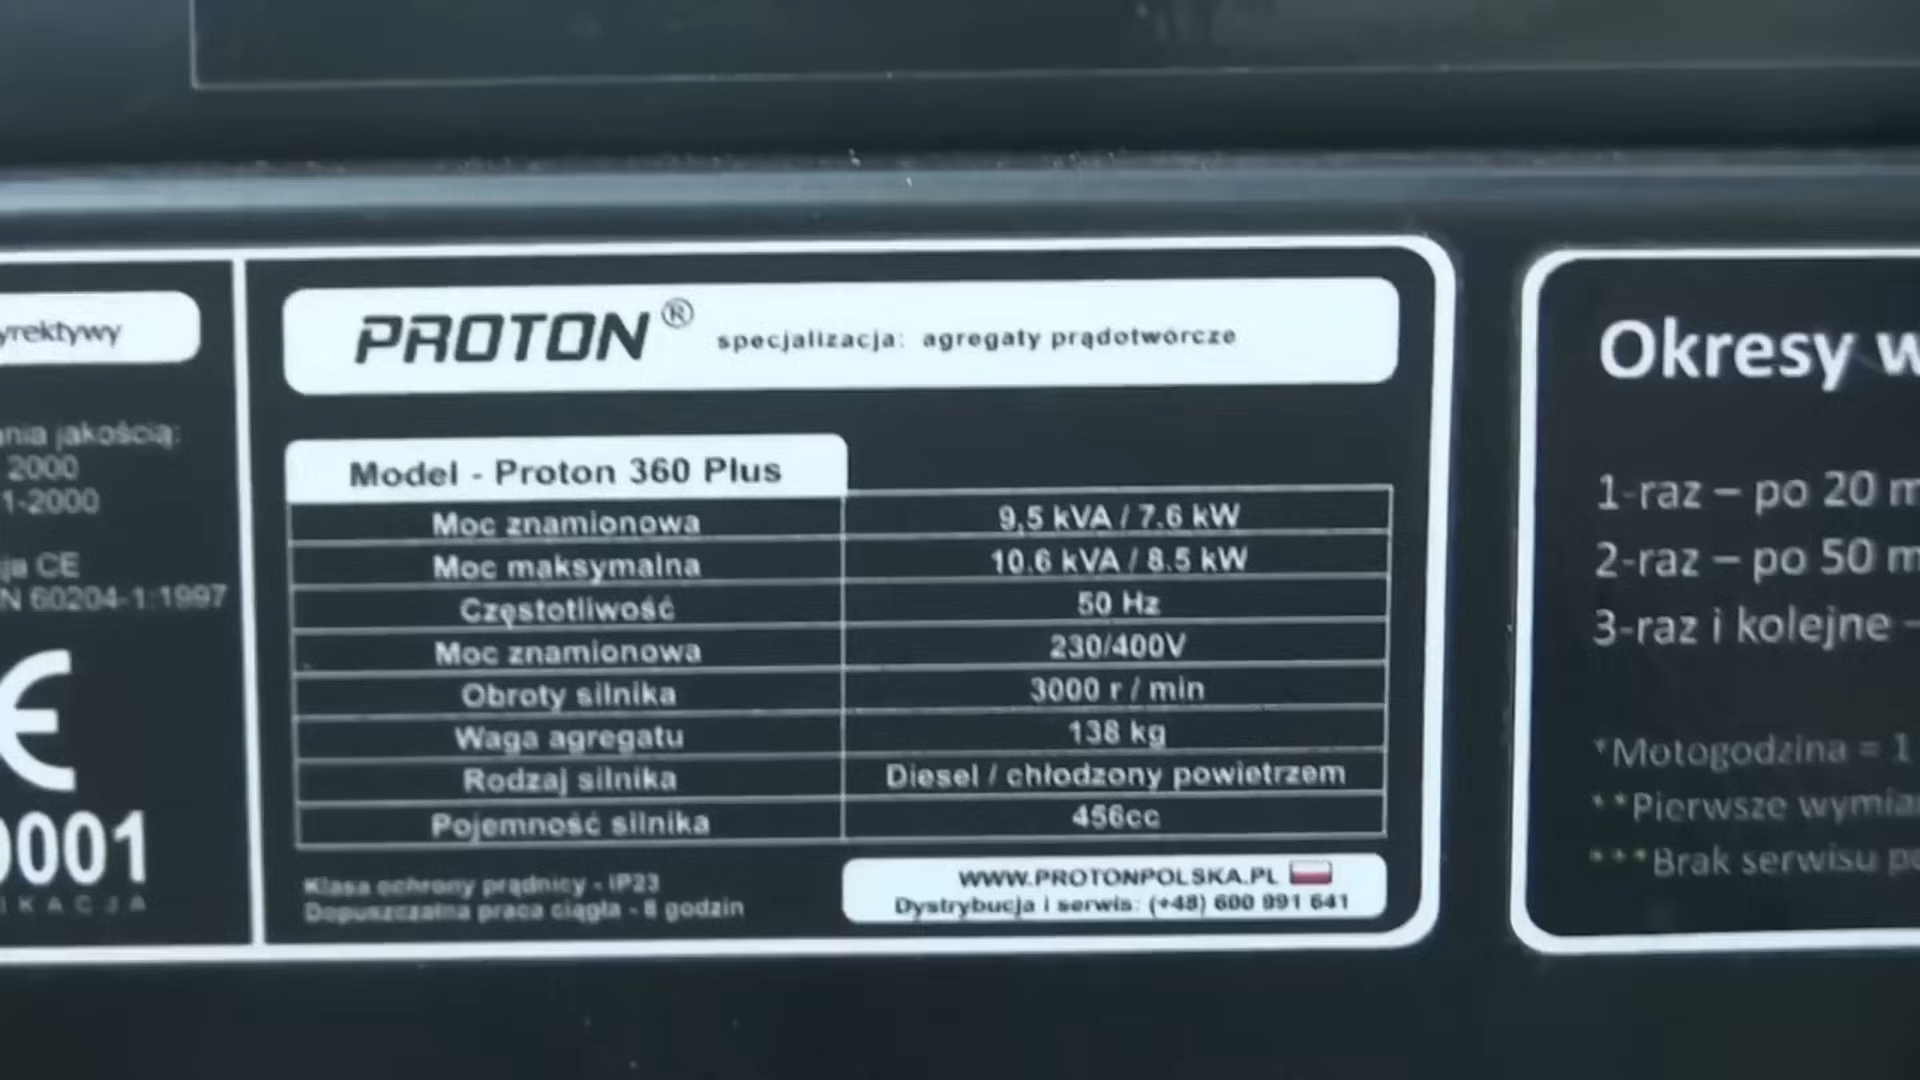 yrektywy
nia jakością:
2000
1-2000
ja CE
N 60204-1:1997
CE
0001
IKACJA
PROTON® specjalizacja: agregaty prądotwórcze
Model - Proton 360 Plus
Moc znamionowa 9,5 kVA / 7.6 kW
Moc maksymalna 10.6 kVA / 8.5 kW
Częstotliwość 50 Hz
Moc znamionowa 230/400V
Obroty silnika 3000 r / min
Waga agregatu 138 kg
Rodzaj silnika Diesel / chłodzony powietrzem
Pojemność silnika 456cc
Klasa ochrony prądnicy - IP23
Dopuszczalna praca ciągła - 8 godzin
WWW.PROTONPOLSKA.PL
Dystrybucja i serwis: (+48) 600 991 641
Okresy w
1-raz – po 20 m
2-raz – po 50 m
3-raz i kolejne –
*Motogodzina = 1
**Pierwsze wymian
***Brak serwisu po